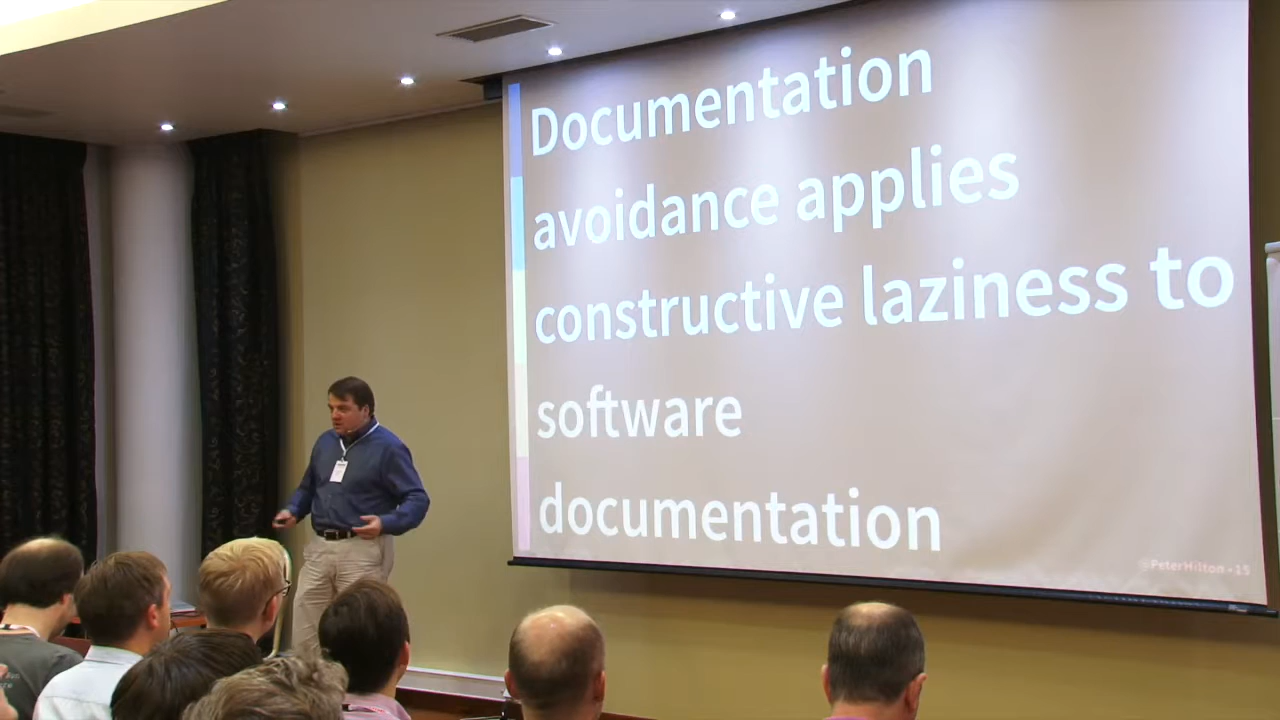 Documentation
avoidance applies
constructive laziness to
software
documentation
@PeterHilton • 15